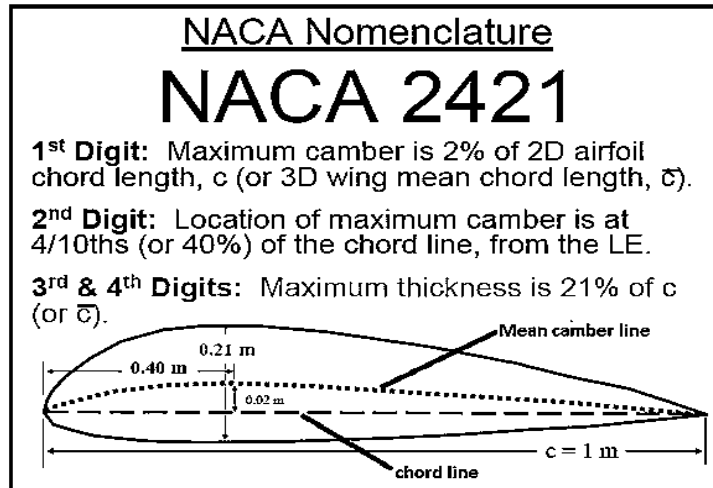 NACA Nomenclature
NACA 2421
1st Digit: Maximum camber is 2% of 2D airfoil
chord length, c (or 3D wing mean chord length, c̅).
2nd Digit: Location of maximum camber is at
4/10ths (or 40%) of the chord line, from the LE.
3rd & 4th Digits: Maximum thickness is 21% of c
(or c̅).
Mean camber line
0.21 m
0.40 m
0.02 m
c = 1 m
chord line